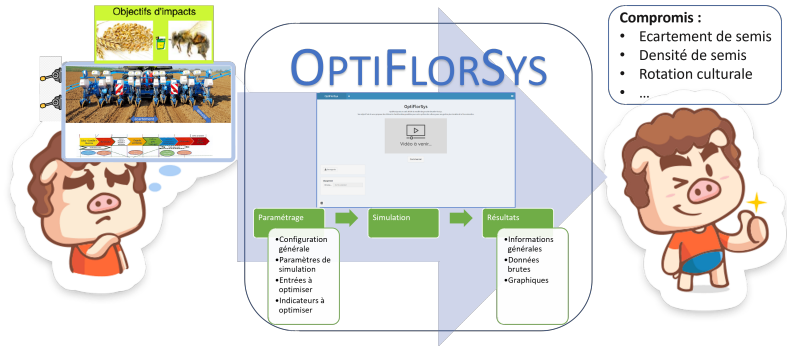 Objectifs d'impacts
OPTIFLORSYS
OptiFlorSys
OptiFlorSys
Vidéo à venir...
Paramétrage
Simulation
Résultats
•Configuration
générale
•Paramètres de
simulation
•Entrées à
optimiser
•Indicateurs à
optimiser
•Informations
générales
•Données
brutes
•Graphiques
Compromis :
• Ecartement de semis
• Densité de semis
• Rotation culturale
• ...